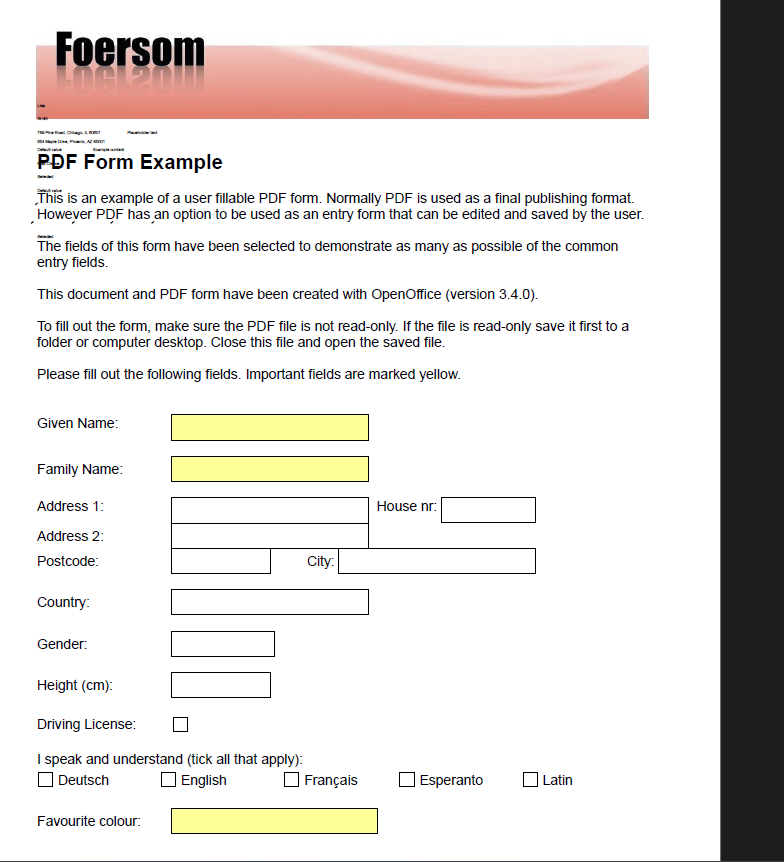 Foersom
Lisa
Smith
789 Pine Road, Chicago, IL 60601 Placeholder text
654 Maple Drive, Phoenix, AZ 85001
Default value Example content
PDF Form Example
Selected
Default value
This is an example of a user fillable PDF form. Normally PDF is used as a final publishing format.
However PDF has an option to be used as an entry form that can be edited and saved by the user.
Selected
The fields of this form have been selected to demonstrate as many as possible of the common
entry fields.
This document and PDF form have been created with OpenOffice (version 3.4.0).
To fill out the form, make sure the PDF file is not read-only. If the file is read-only save it first to a
folder or computer desktop. Close this file and open the saved file.
Please fill out the following fields. Important fields are marked yellow.
Given Name:
Family Name:
Address 1: House nr:
Address 2:
Postcode: City:
Country:
Gender:
Height (cm):
Driving License:
I speak and understand (tick all that apply):
Deutsch English Français Esperanto Latin
Favourite colour: